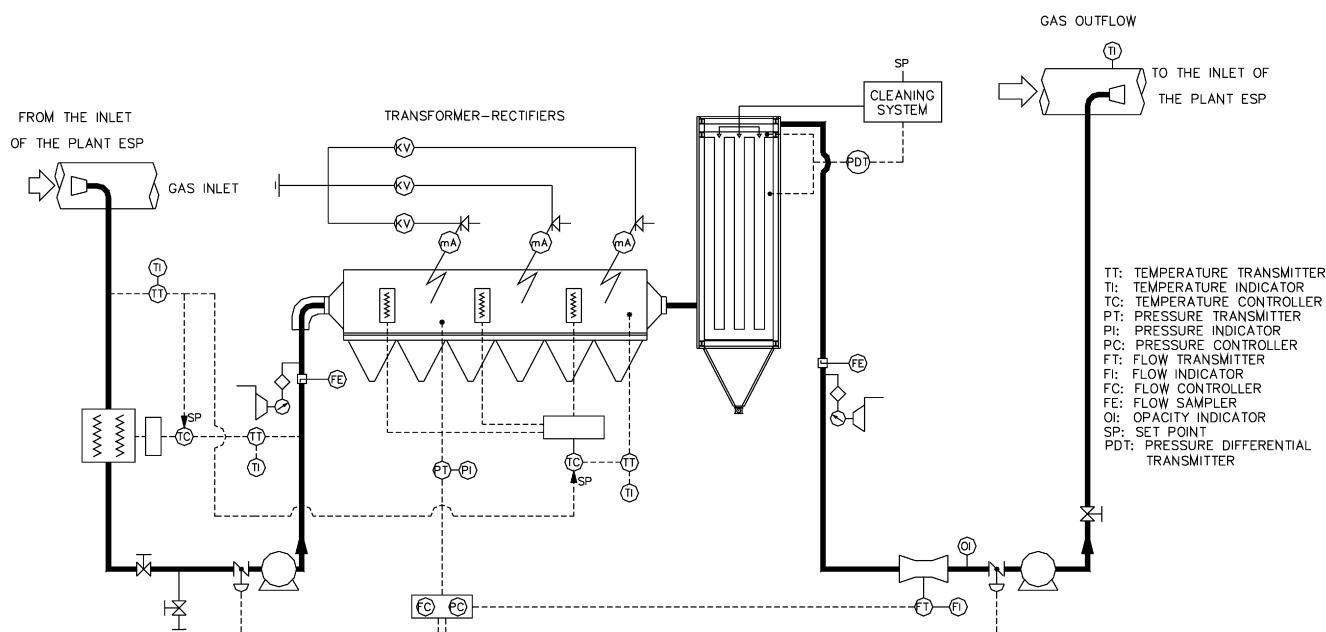 GAS OUTFLOW
TI
TO THE INLET OF
THE PLANT ESP
SP
CLEANING
SYSTEM
PDT
FROM THE INLET
OF THE PLANT ESP
GAS INLET
TRANSFORMER-RECTIFIERS
KV
KV
KV
mA
mA
mA
TI
TT
FE
FE
SP
TC
TT
TI
PT
PI
TC
TT
SP
TI
TT: TEMPERATURE TRANSMITTER
TI: TEMPERATURE INDICATOR
TC: TEMPERATURE CONTROLLER
PT: PRESSURE TRANSMITTER
PI: PRESSURE INDICATOR
PC: PRESSURE CONTROLLER
FT: FLOW TRANSMITTER
FI: FLOW INDICATOR
FC: FLOW CONTROLLER
FE: FLOW SAMPLER
OI: OPACITY INDICATOR
SP: SET POINT
PDT: PRESSURE DIFFERENTIAL
TRANSMITTER
OI
FC
PC
FT
FI